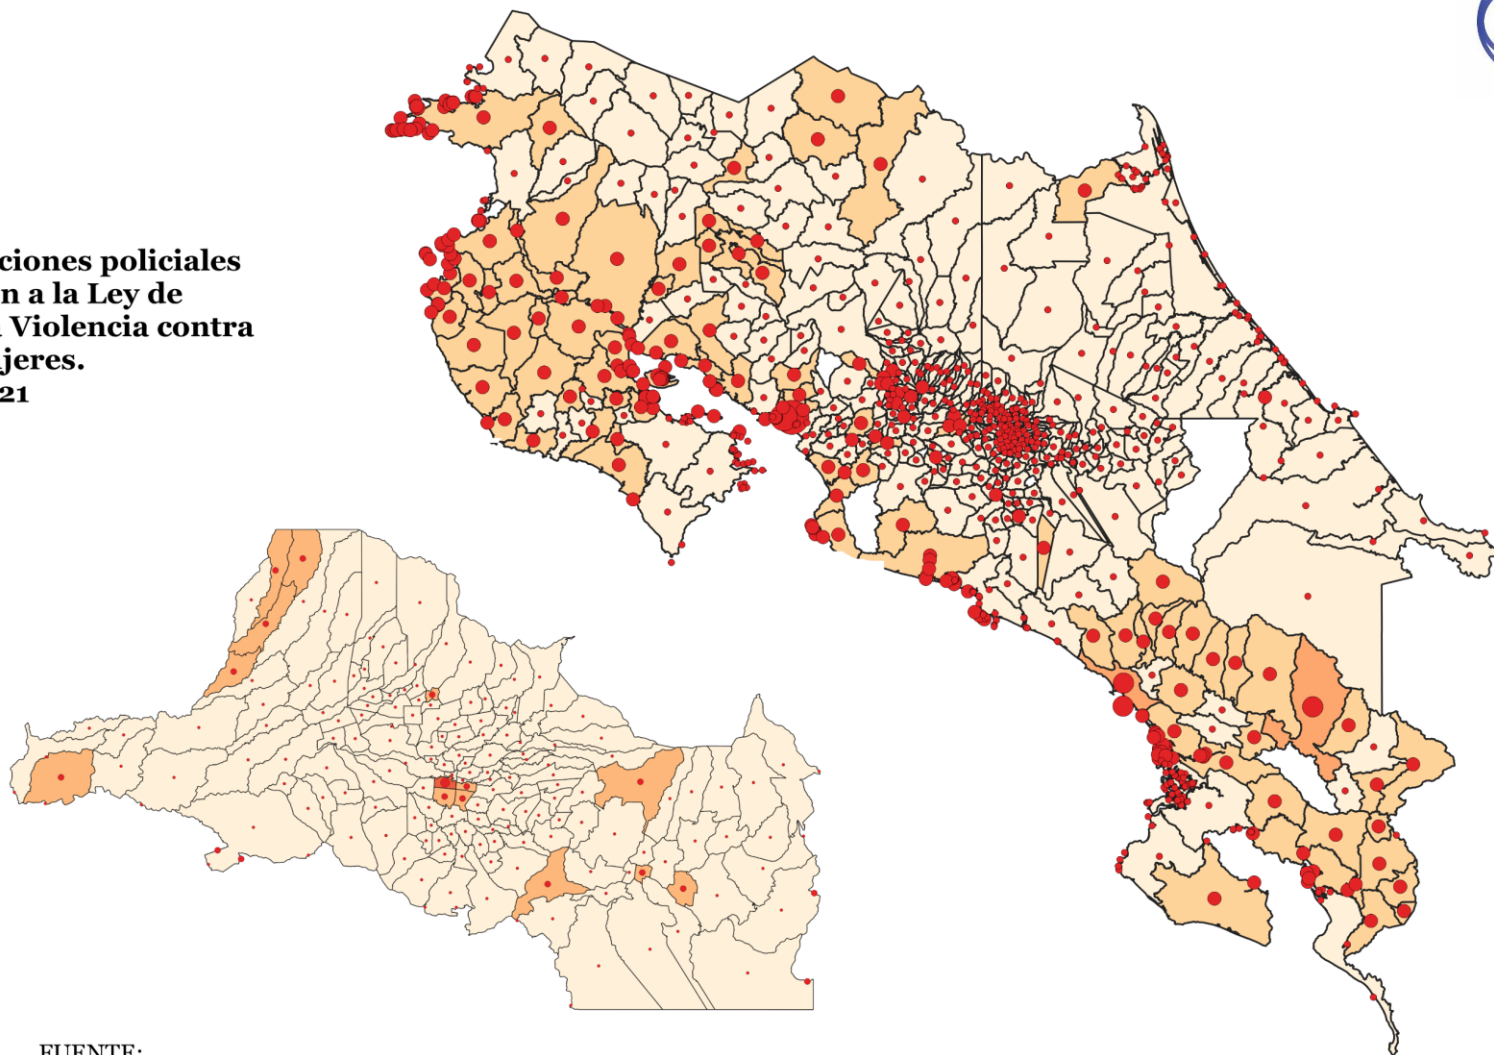 ciones policiales
n a la Ley de
Violencia contra
jeres.
21
FUENTE: